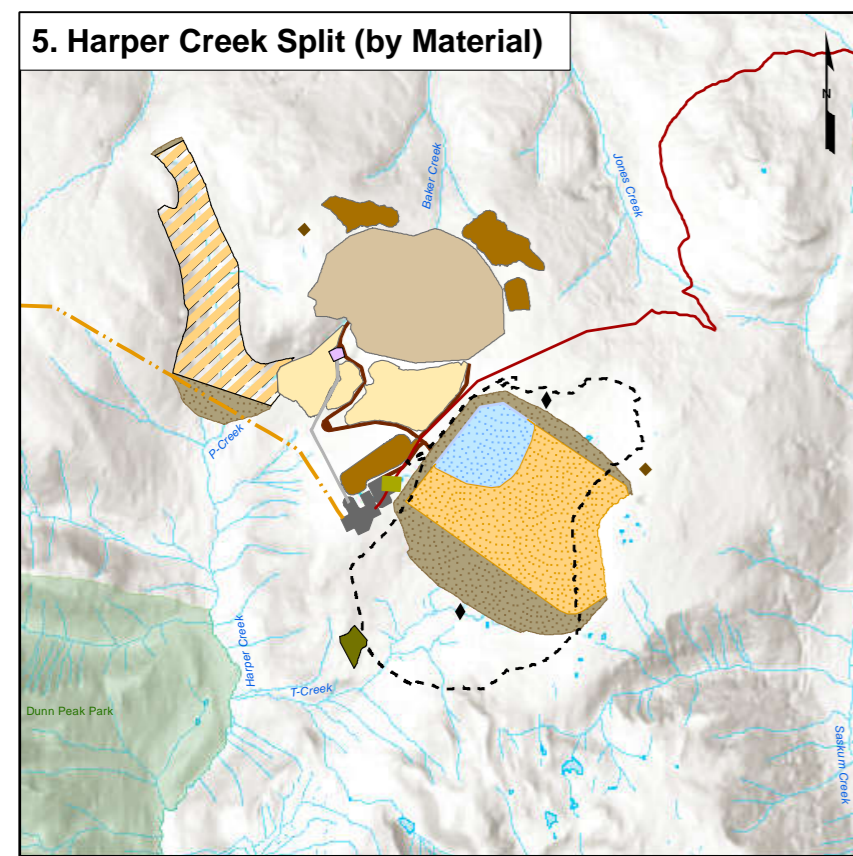 5. Harper Creek Split (by Material)
N
Baker Creek
Jones Creek
P-Creek
Harper Creek
T-Creek
Dunn Peak Park
Saskum Creek